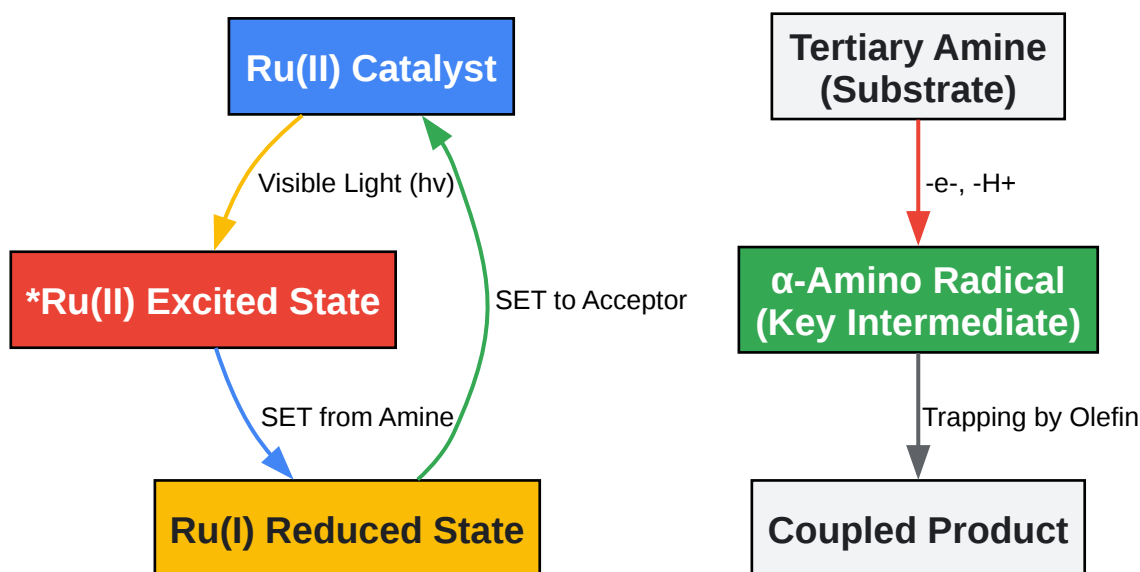 Ru(II) Catalyst
Tertiary Amine
(Substrate)
Visible Light (hv)
-e-, -H+
*Ru(II) Excited State
SET to Acceptor
α-Amino Radical
(Key Intermediate)
SET from Amine
Trapping by Olefin
Ru(I) Reduced State
Coupled Product